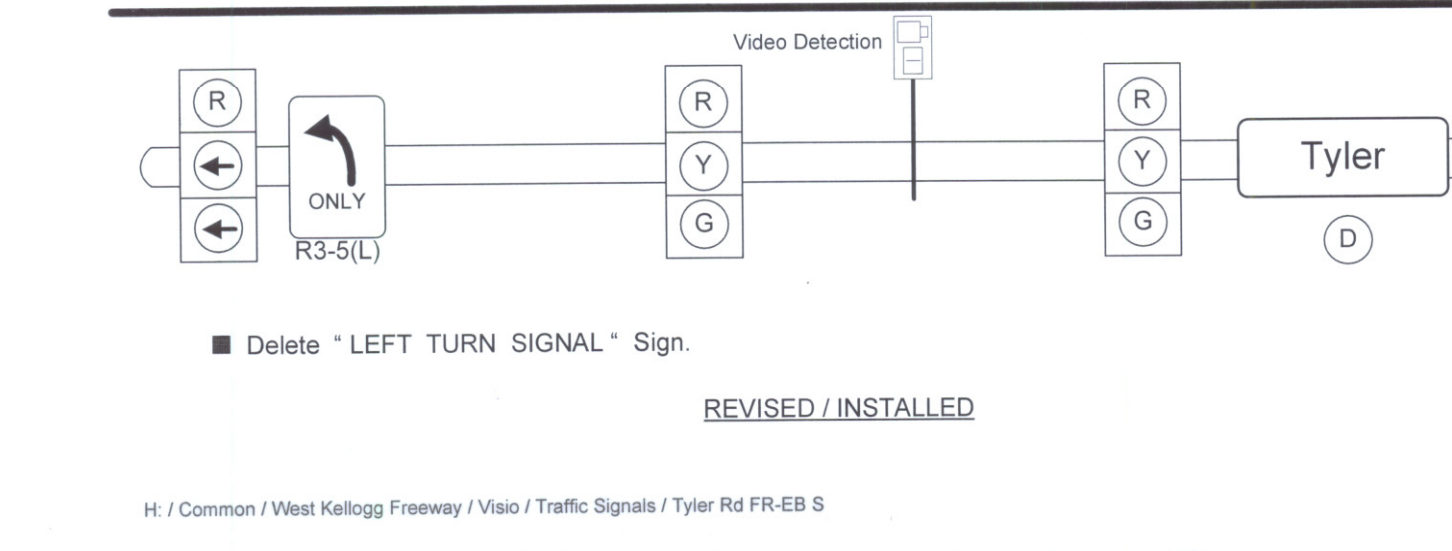 Video Detection
R
R
R
Y
Y
Tyler
ONLY
G
G
D
R3-5(L)
■ Delete “ LEFT TURN SIGNAL “ Sign.
REVISED / INSTALLED
H: / Common / West Kellogg Freeway / Visio / Traffic Signals / Tyler Rd FR-EB S